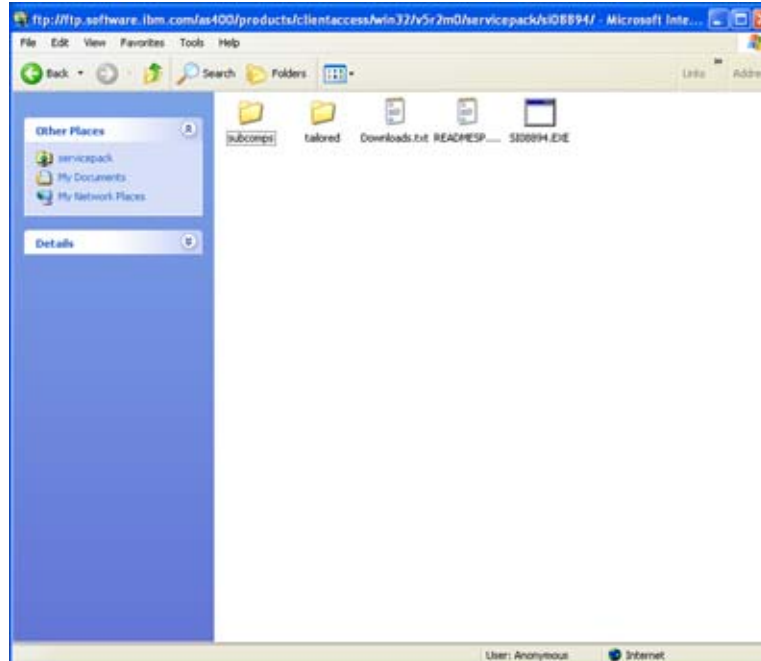 ftp://ftp.software.ibm.com/as400/products/clientaccess/win32/v5r2m0/servicepack/si08894/ - Microsoft Inte...
File Edit View Favorites Tools Help
Back Search Folders Links Addre
Other Places
servicepack
My Documents
My Network Places
Details
subcomps tailored Downloads.txt READMESP.... SI08894.EXE
User: Anonymous Internet